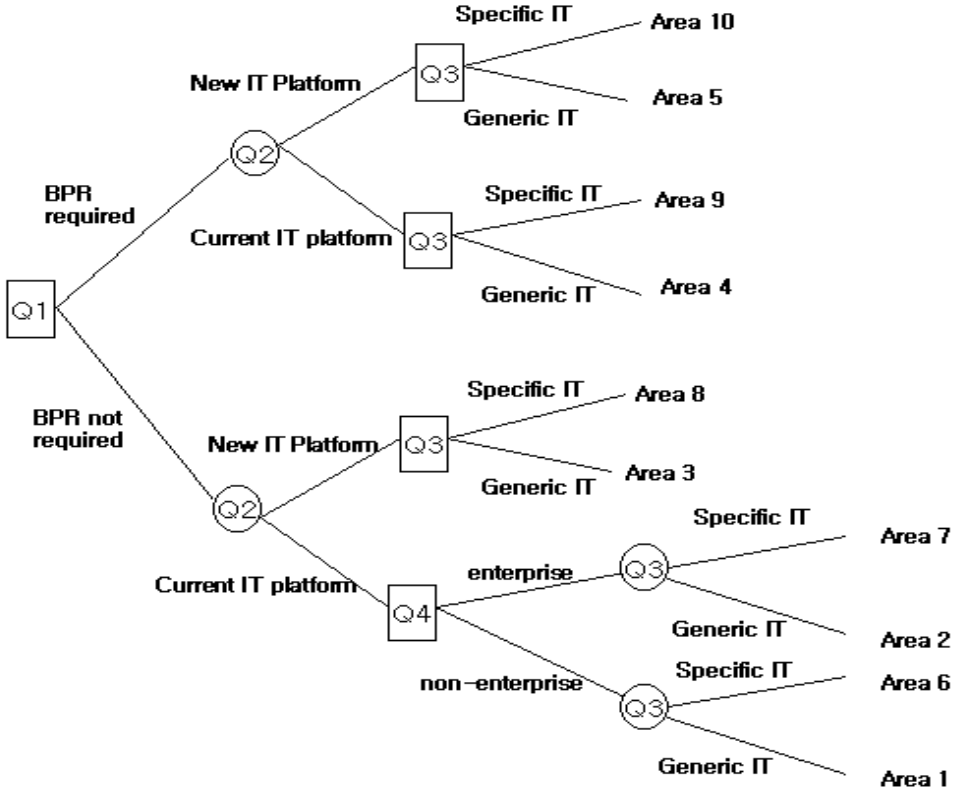 Specific IT
Area 10
Q3
New IT Platform
Area 5
Generic IT
Q2
BPR
required
Specific IT
Area 9
Current IT platform
Q3
Generic IT
Area 4
Q1
Specific IT
Area 8
BPR not
required
New IT Platform
Q3
Area 3
Generic IT
Q2
Specific IT
Area 7
enterprise
Q3
Current IT platform
Q4
Generic IT
Area 2
Specific IT
Area 6
non-enterprise
Q3
Generic IT
Area 1